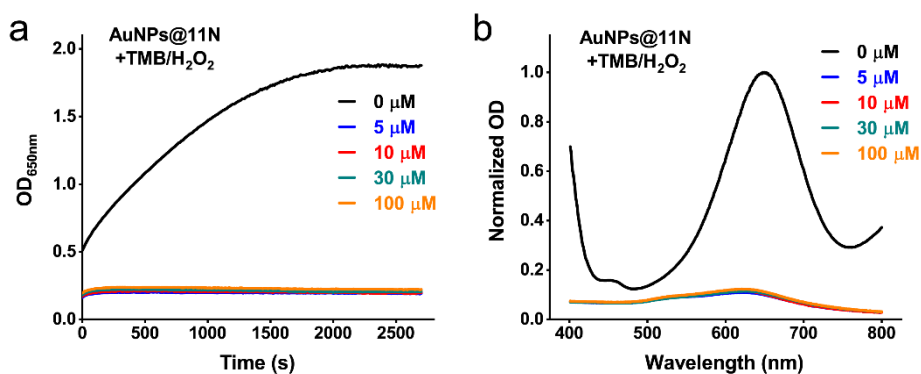 a
AuNPs@11N
+TMB/H₂O₂
2.0
1.5
1.0
0.5
0.0
OD₆₅₀nm
0 μM
5 μM
10 μM
30 μM
100 μM
0
500
1000
1500
2000
2500
Time (s)
b
AuNPs@11N
+TMB/H₂O₂
1.0
0.8
0.6
0.4
0.2
0.0
Normalized OD
0 μM
5 μM
10 μM
30 μM
100 μM
400
500
600
700
800
Wavelength (nm)